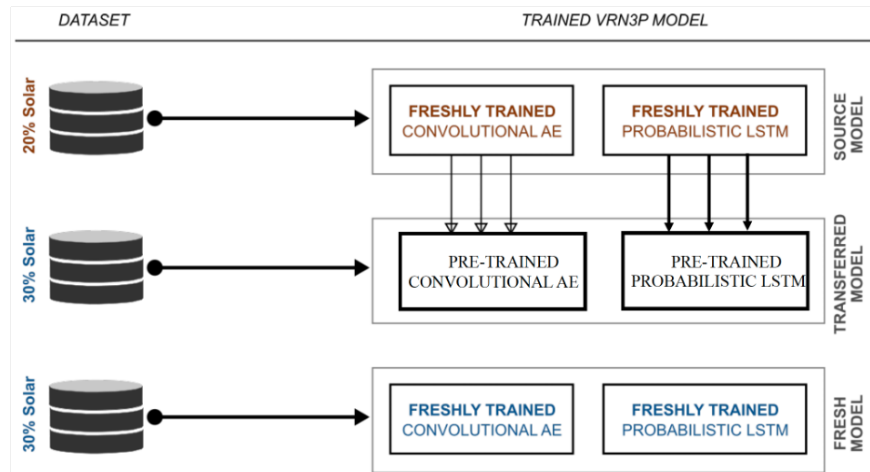 DATASET
TRAINED VRN3P MODEL
20% Solar
FRESHLY TRAINED
CONVOLUTIONAL AE
FRESHLY TRAINED
PROBABILISTIC LSTM
SOURCE
MODEL
30% Solar
PRE-TRAINED
CONVOLUTIONAL AE
PRE-TRAINED
PROBABILISTIC LSTM
TRANSFERRED
MODEL
30% Solar
FRESHLY TRAINED
CONVOLUTIONAL AE
FRESHLY TRAINED
PROBABILISTIC LSTM
FRESH
MODEL